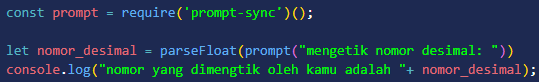 const prompt = require('prompt-sync')();
let nomor_desimal = parseFloat(prompt("mengetik nomor desimal: "))
console.log("nomor yang dimengtik oleh kamu adalah "+ nomor_desimal);